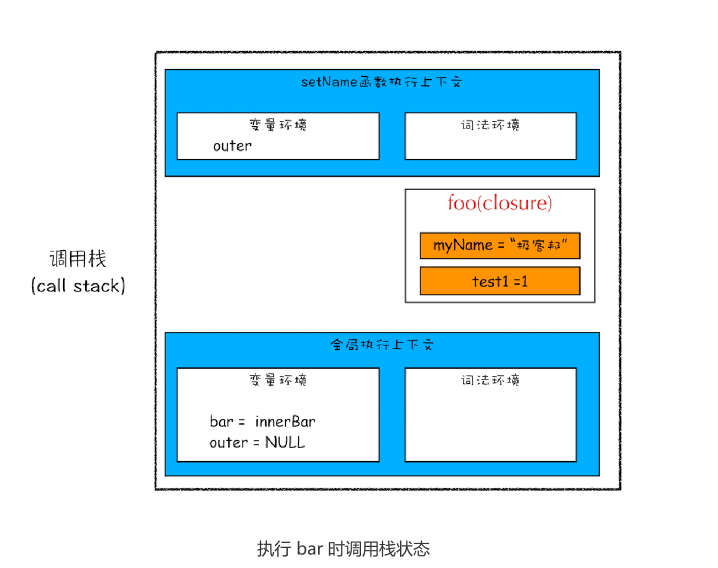 setName函数执行上下文
变量环境
词法环境
outer
foo(closure)
myName = “极客邦”
test1 =1
调用栈
(call stack)
全局执行上下文
变量环境
词法环境
bar = innerBar
outer = NULL
执行 bar 时调用栈状态